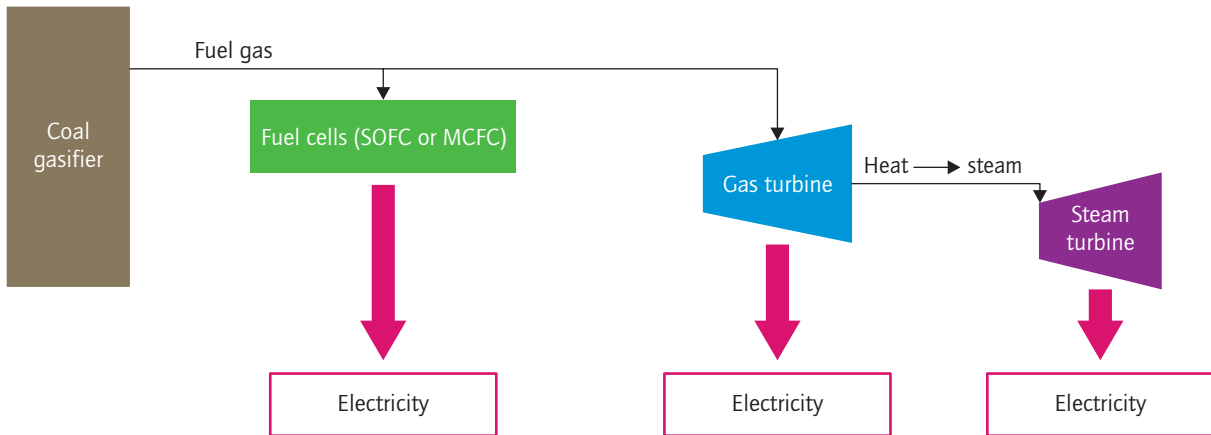 Fuel gas
Coal
gasifier
Fuel cells (SOFC or MCFC)
Gas turbine
Heat
steam
Steam
turbine
Electricity
Electricity
Electricity